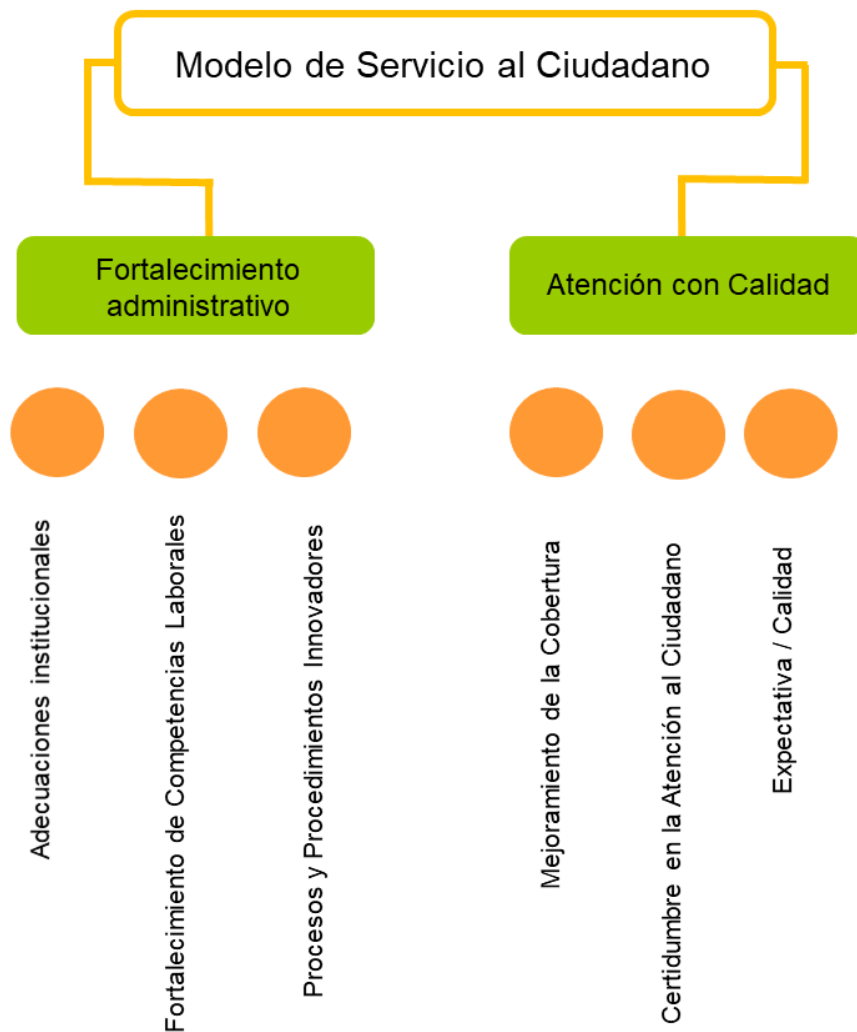 Modelo de Servicio al Ciudadano
Fortalecimiento
administrativo
Atención con Calidad
Adecuaciones institucionales
Fortalecimiento de Competencias Laborales
Procesos y Procedimientos Innovadores
Mejoramiento de la Cobertura
Certidumbre en la Atención al Ciudadano
Expectativa / Calidad